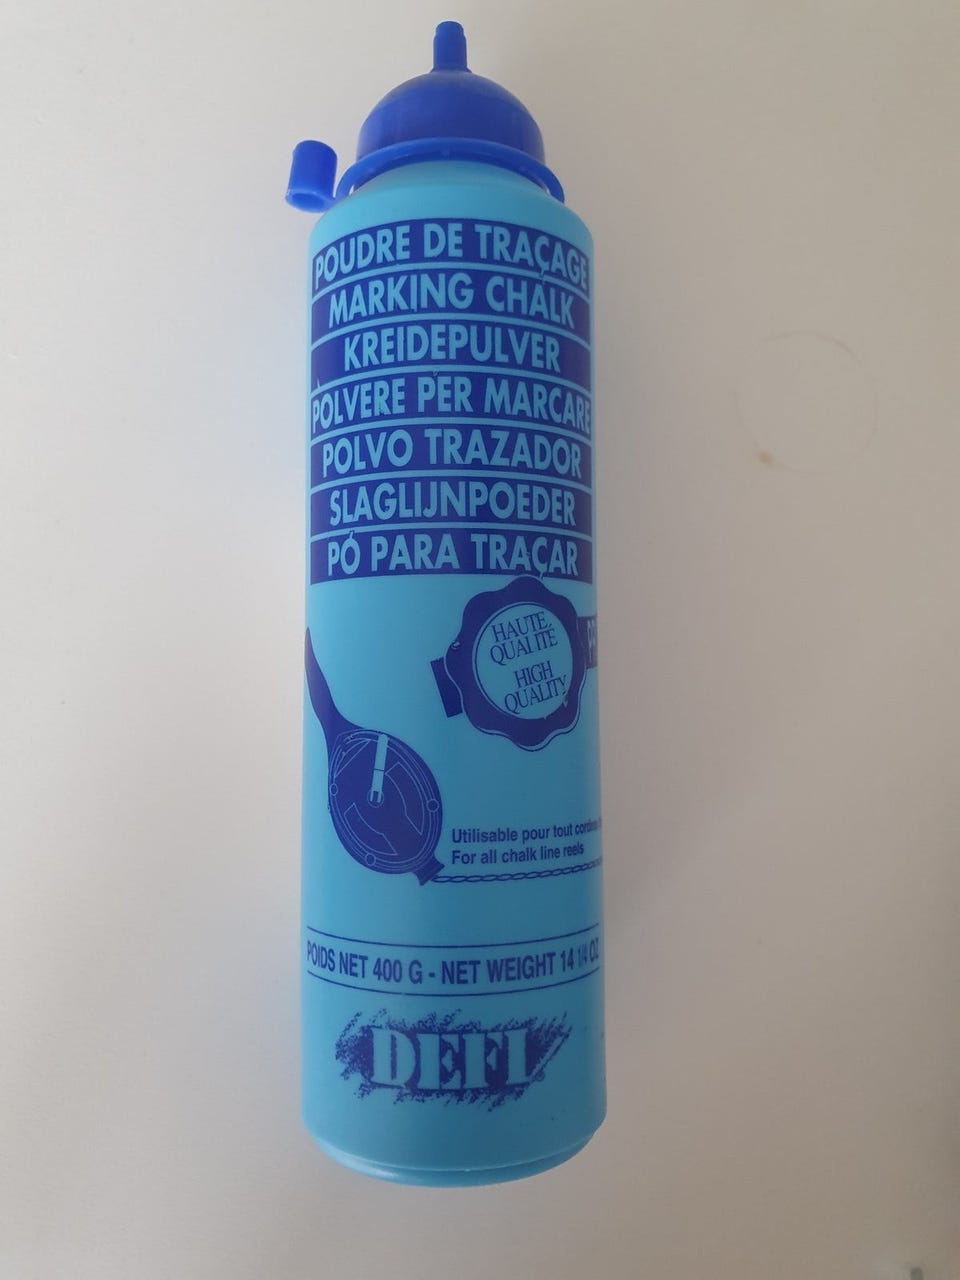 POUDRE DE TRAÇAGE
MARKING CHALK
KREIDEPULVER
POLVERE PER MARCARE
POLVO TRAZADOR
SLAGLIJNPOEDER
PÓ PARA TRAÇAR
HAUTE
QUALITÉ
HIGH
QUALITY
Utilisable pour tout
For all chalk line reels
POIDS NET 400 G - NET WEIGHT 14 1/4 OZ
DEFI